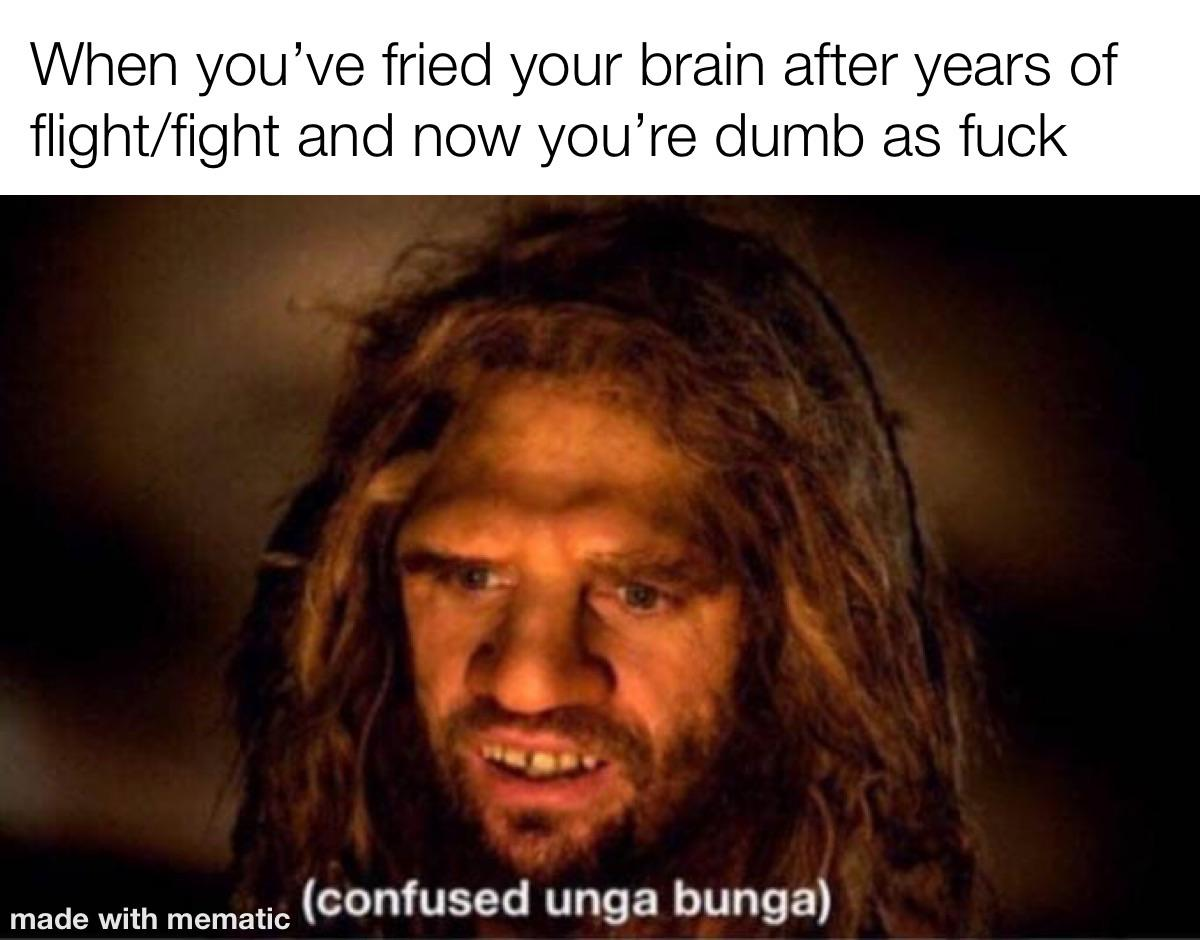 When you’ve fried your brain after years of
flight/fight and now you’re dumb as fuck
(confused unga bunga)
made with mematic